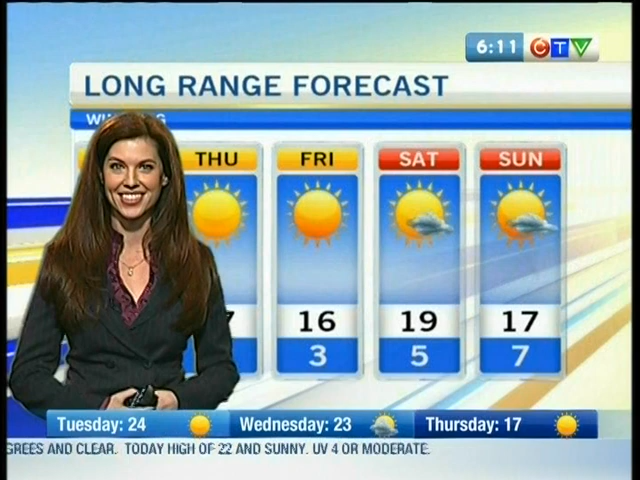 6:11 CTV
LONG RANGE FORECAST
THU FRI SAT SUN
7 16 19 17
3 5 7
Tuesday: 24 Wednesday: 23 Thursday: 17
GREES AND CLEAR. TODAY HIGH OF 22 AND SUNNY. UV 4 OR MODERATE.